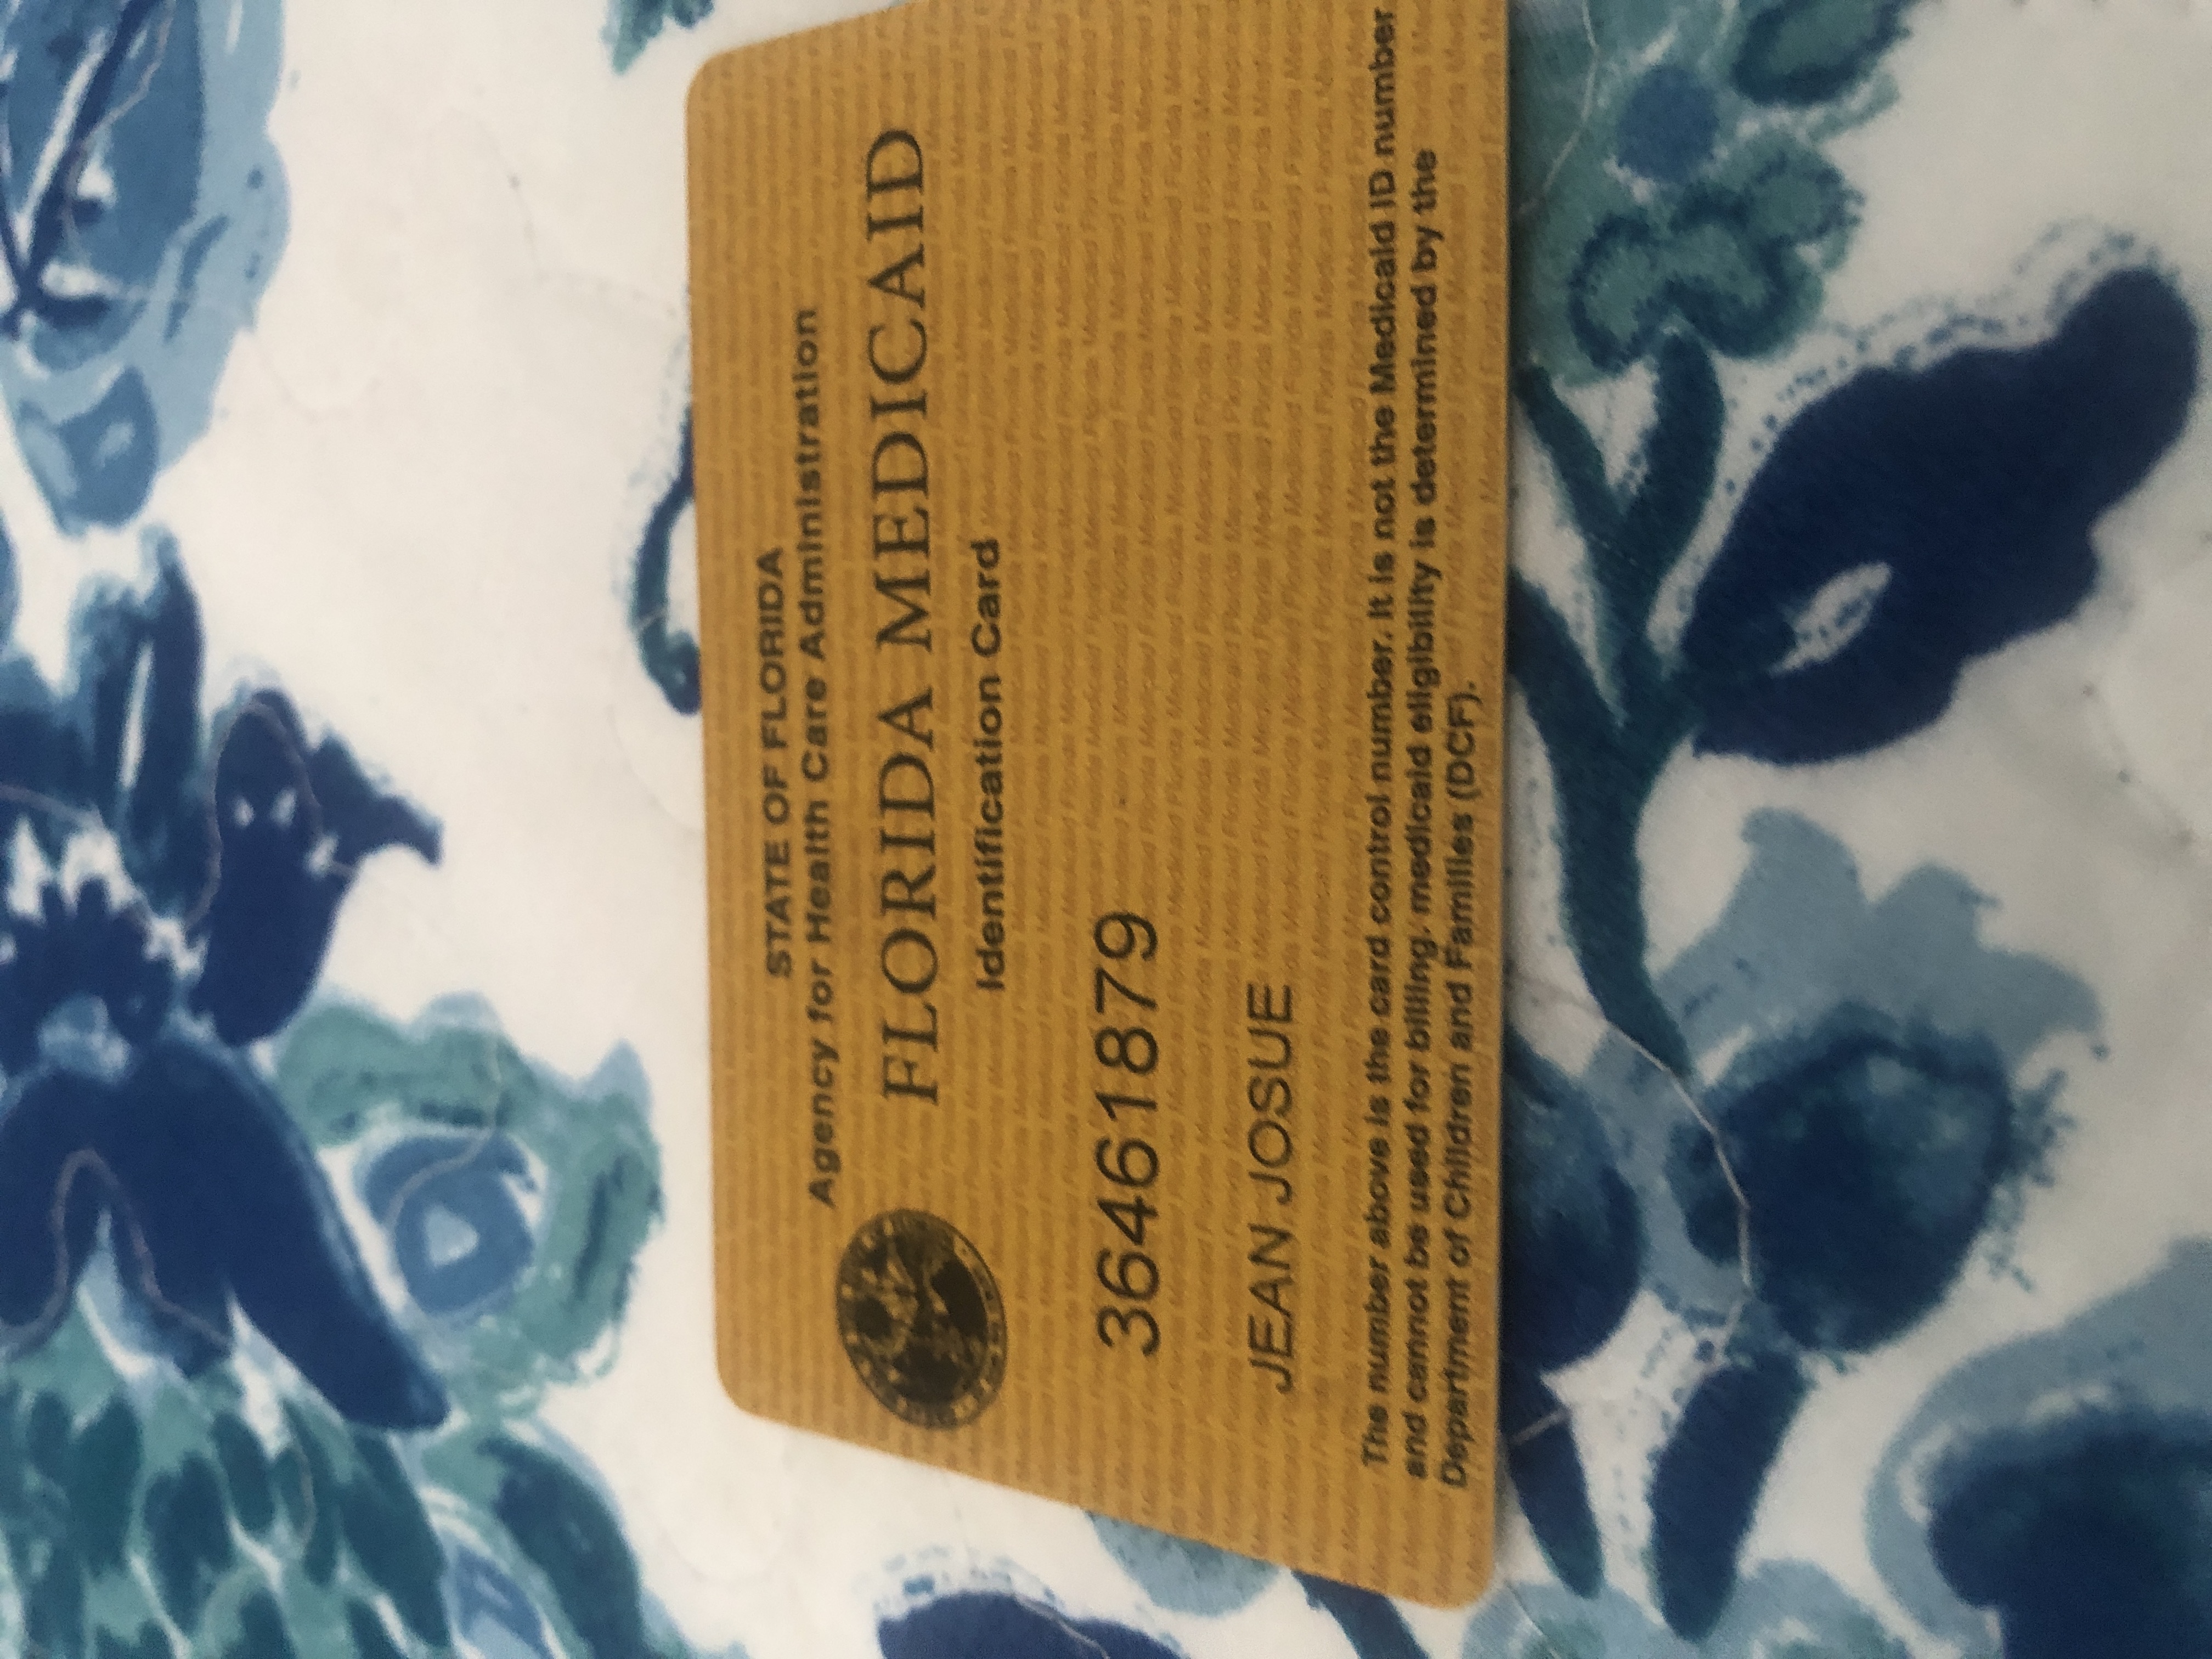 STATE OF FLORIDA
Agency for Health Care Administration
FLORIDA MEDICAID
Identification Card
3646618​79
JEAN JOSUE
The number above is the card control number. It is not the Medicaid ID number
and cannot be used for billing. medicaid eligibility is determined by the
Department of Children and Families (DCF).